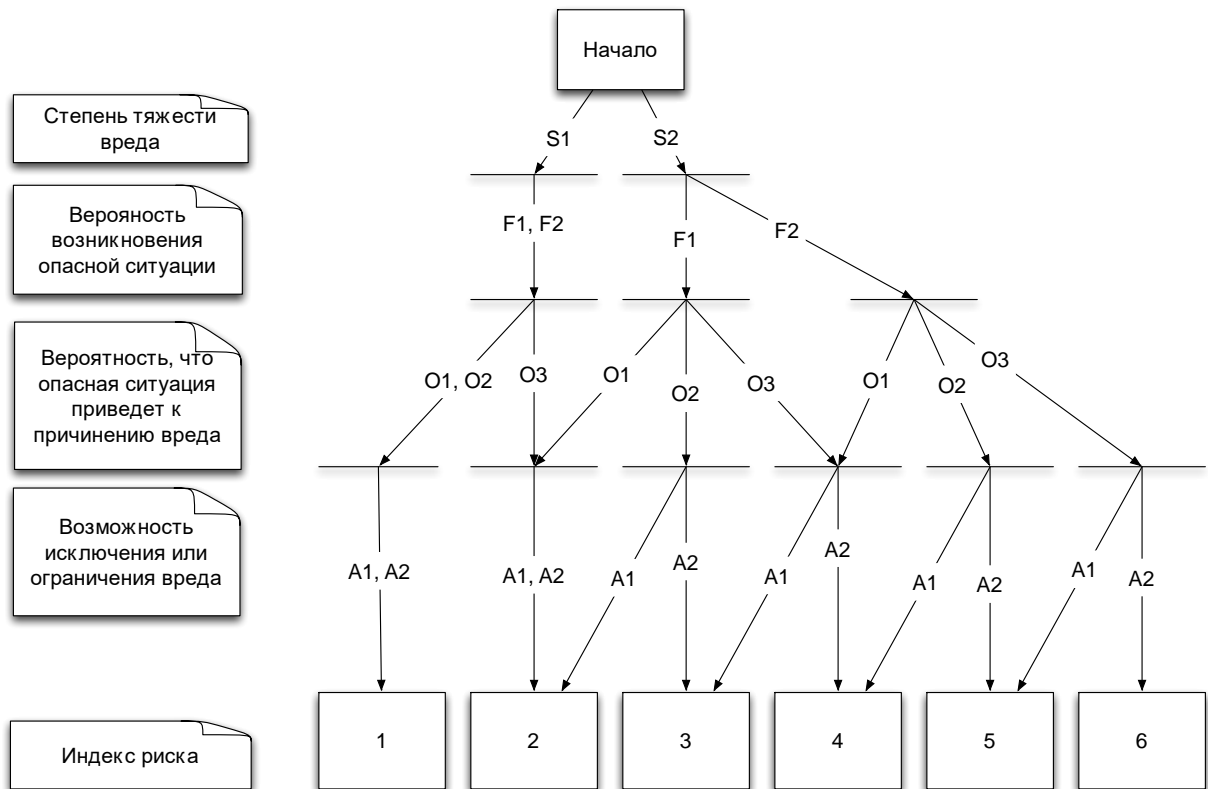 Начало
Степень тяжести
вреда
S1
S2
Верояность
возникновения
опасной ситуации
F1, F2
F1
F2
Вероятность, что
опасная ситуация
приведет к
причинению вреда
O1, O2
O3
O1
O2
O3
O1
O2
O3
Возможность
исключения или
ограничения вреда
A1, A2
A1, A2
A1
A2
A1
A2
A1
A2
A1
A2
Индекс риска
1
2
3
4
5
6